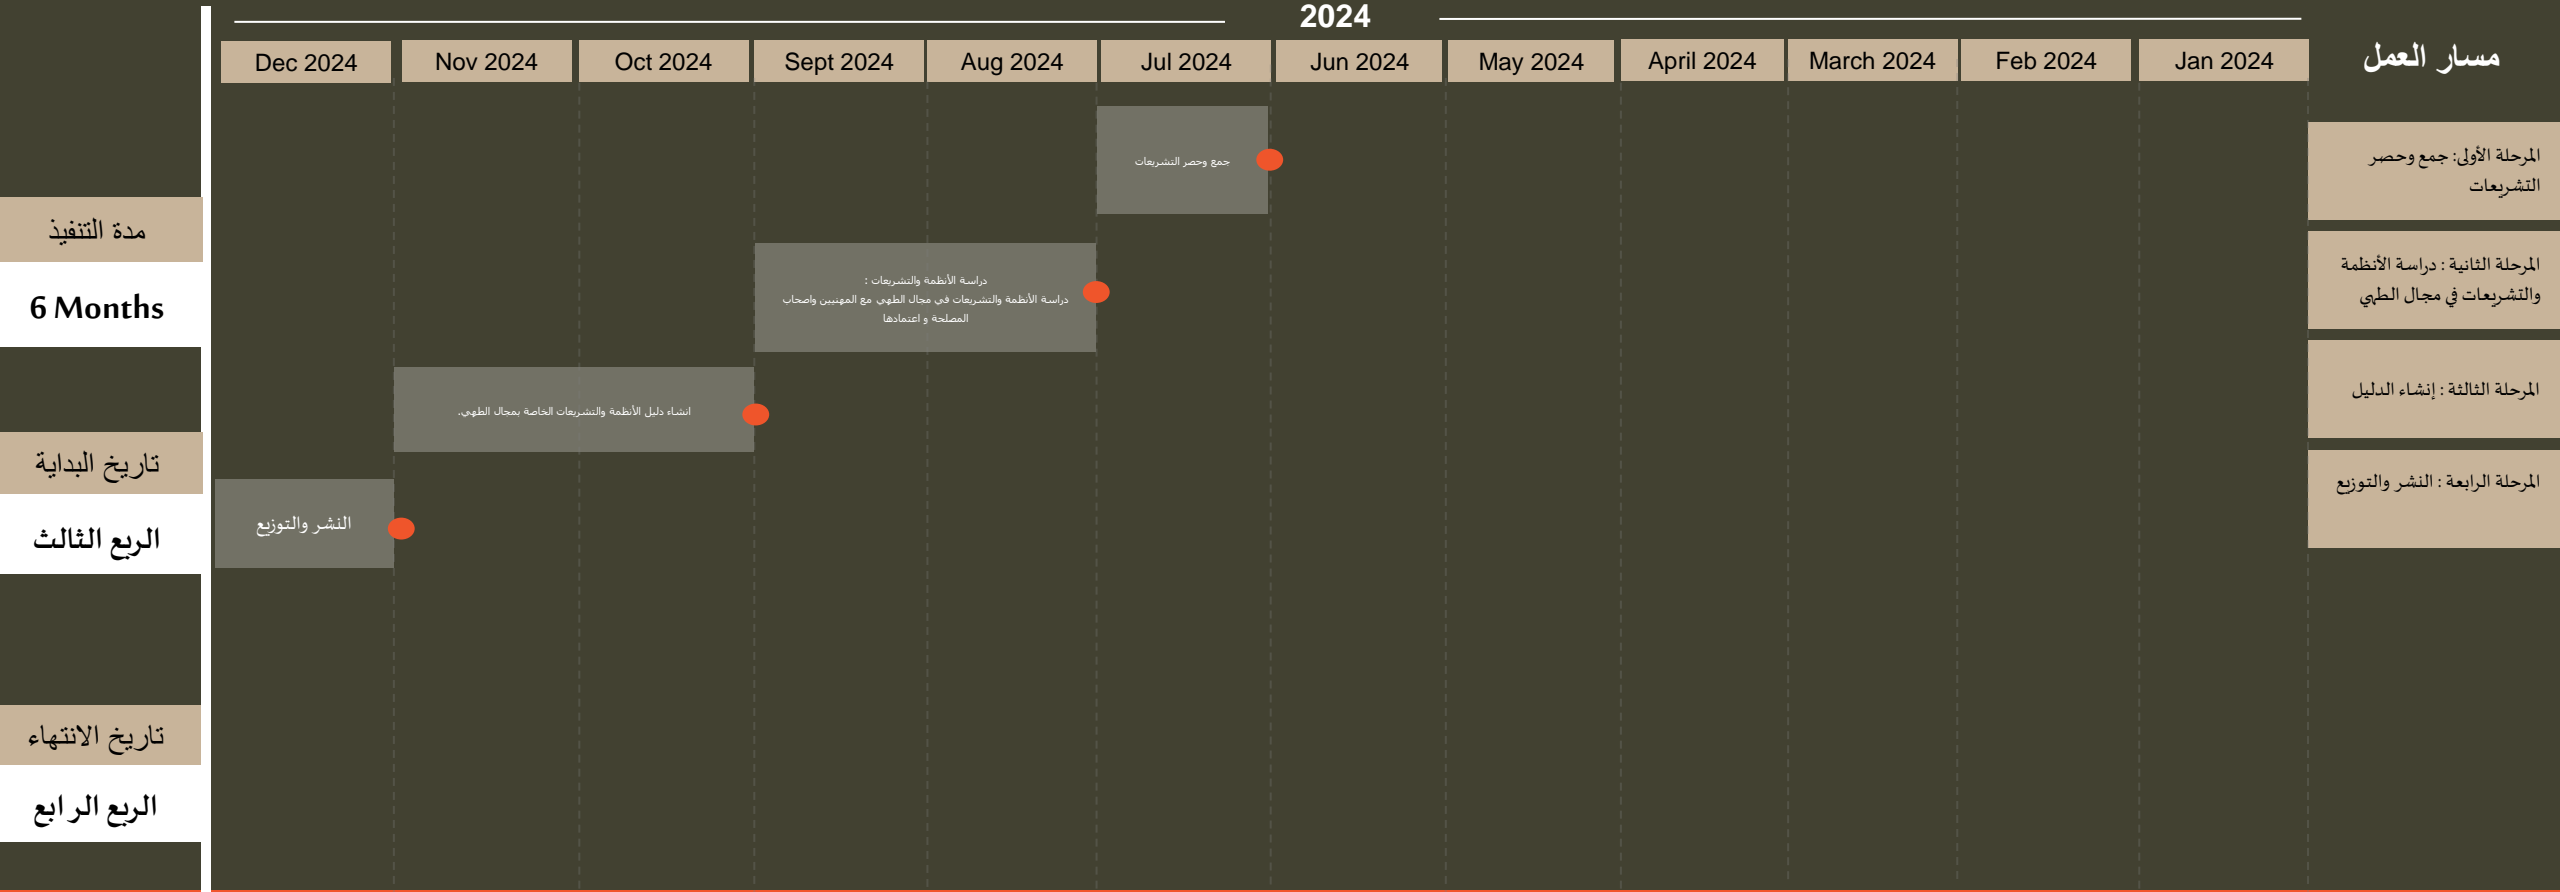 2024
مسار العمل
Jan 2024
Feb 2024
March 2024
April 2024
May 2024
Jun 2024
Jul 2024
Aug 2024
Sept 2024
Oct 2024
Nov 2024
Dec 2024
المرحلة الأولى: جمع وحصر
التشريعات
جمع وحصر التشريعات
المرحلة الثانية : دراسة الأنظمة
والتشريعات في مجال الطهي
دراسة الأنظمة والتشريعات :
دراسة الأنظمة والتشريعات في مجال الطهي مع المهنيين واصحاب
المصلحة و اعتمادها
المرحلة الثالثة : إنشاء الدليل
انشاء دليل الأنظمة والتشريعات الخاصة بمجال الطهي.
المرحلة الرابعة : النشر والتوزيع
النشر والتوزيع
مدة التنفيذ
6 Months
تاريخ البداية
الربع الثالث
تاريخ الانتهاء
الربع الرابع